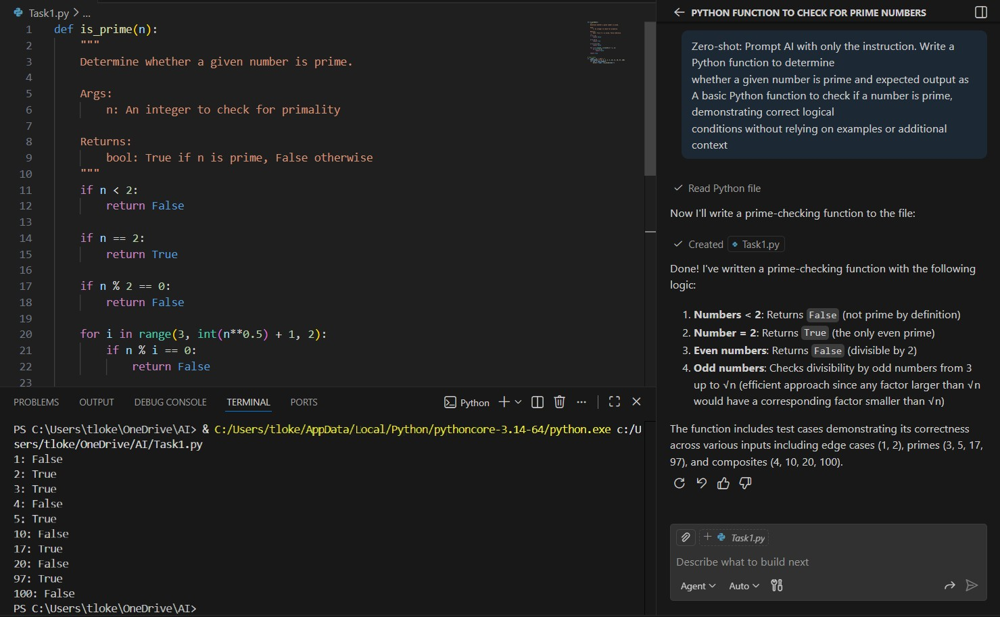 Task1.py > ...
1 def is_prime(n):
2 """
3 Determine whether a given number is prime.
4
5 Args:
6 n: An integer to check for primality
7
8 Returns:
9 bool: True if n is prime, False otherwise
10 """
11 if n < 2:
12 return False
13
14 if n == 2:
15 return True
16
17 if n % 2 == 0:
18 return False
19
20 for i in range(3, int(n**0.5) + 1, 2):
21 if n % i == 0:
22 return False
23
PROBLEMS OUTPUT DEBUG CONSOLE TERMINAL PORTS Python
PS C:\Users\tloke\OneDrive\AI> & C:/Users/tloke/AppData/Local/Python/pythoncore-3.14-64/python.exe c:/U
sers/tloke/OneDrive/AI/Task1.py
1: False
2: True
3: True
4: False
5: True
10: False
17: True
20: False
97: True
100: False
PS C:\Users\tloke\OneDrive\AI>
PYTHON FUNCTION TO CHECK FOR PRIME NUMBERS
Zero-shot: Prompt AI with only the instruction. Write a
Python function to determine
whether a given number is prime and expected output as
A basic Python function to check if a number is prime,
demonstrating correct logical
conditions without relying on examples or additional
context
Read Python file
Now I'll write a prime-checking function to the file:
Created Task1.py
Done! I've written a prime-checking function with the following
logic:
1. Numbers < 2: Returns False (not prime by definition)
2. Number = 2: Returns True (the only even prime)
3. Even numbers: Returns False (divisible by 2)
4. Odd numbers: Checks divisibility by odd numbers from 3
up to √n (efficient approach since any factor larger than √n
would have a corresponding factor smaller than √n)
The function includes test cases demonstrating its correctness
across various inputs including edge cases (1, 2), primes (3, 5, 17,
97), and composites (4, 10, 20, 100).
Task1.py
Describe what to build next
Agent Auto